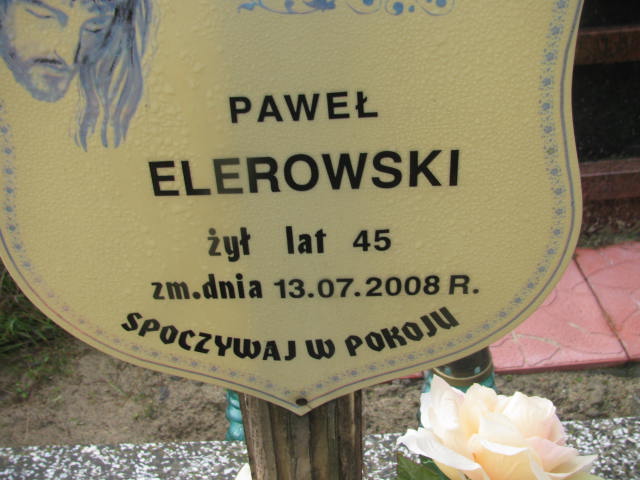 PAWEŁ
ELEROWSKI
żył lat 45
zm.dnia 13.07.2008 R.
SPOCZYWAJ W POKOJU